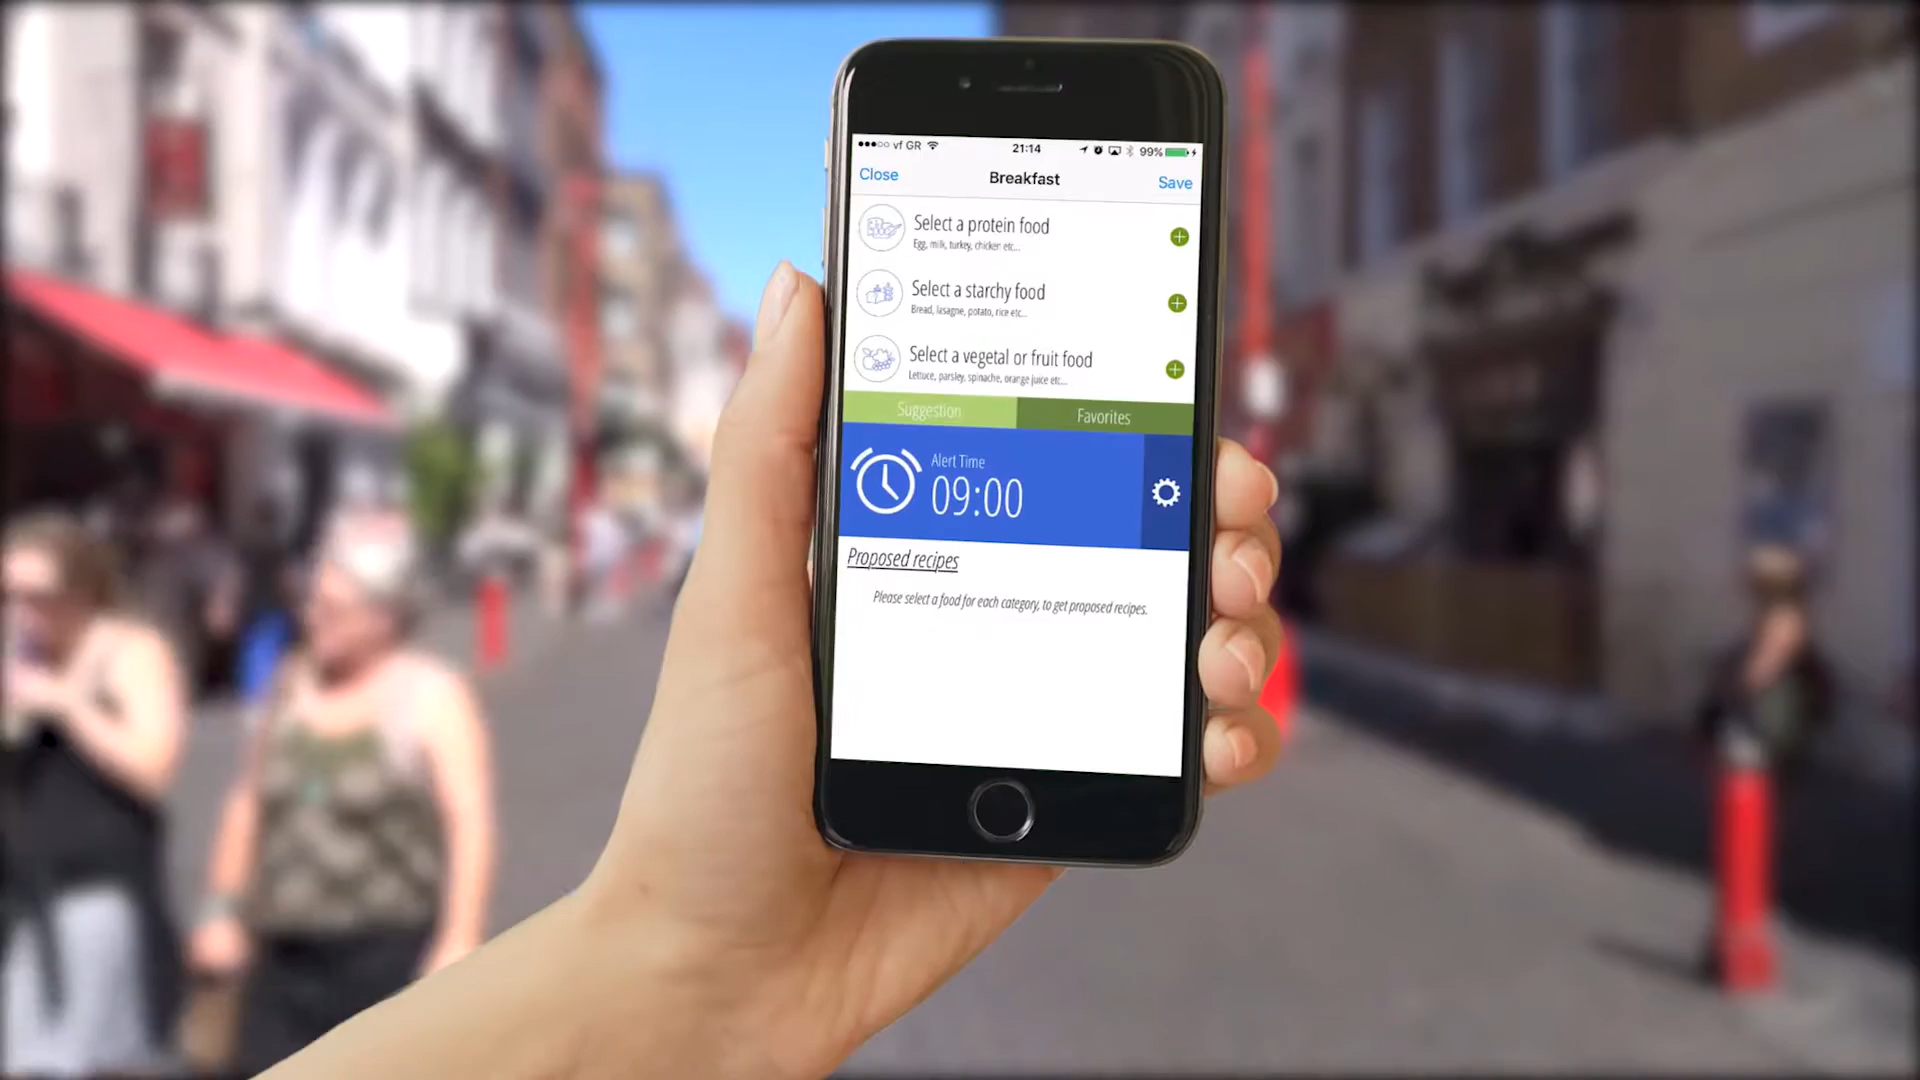 vf GR 21:14 99%
Close Breakfast Save
Select a protein food
Egg, milk, turkey, chicken etc...
Select a starchy food
Bread, lasagne, potato, rice etc...
Select a vegetal or fruit food
Lettuce, parsley, spinache, orange juice etc...
Suggestion Favorites
Alert Time
09:00
Proposed recipes
Please select a food for each category, to get proposed recipes.